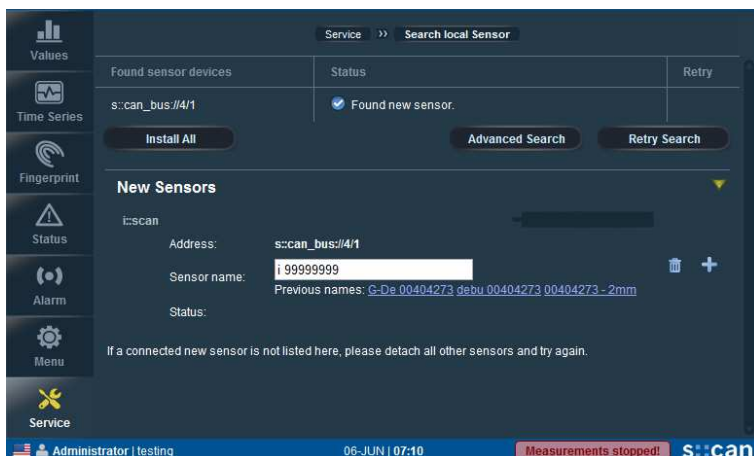 Values
Time Series
Fingerprint
Status
Alarm
Menu
Service
Service >> Search local Sensor
Found sensor devices Status Retry
s::can_bus://4/1 Found new sensor.
Install All Advanced Search Retry Search
New Sensors
i::scan
Address: s::can_bus://4/1
Sensor name: i 99999999
Previous names: G-De 00404273 debu 00404273 00404273 - 2mm
Status:
If a connected new sensor is not listed here, please detach all other sensors and try again.
Administrator | testing 06-JUN | 07:10 Measurements stopped! s::can